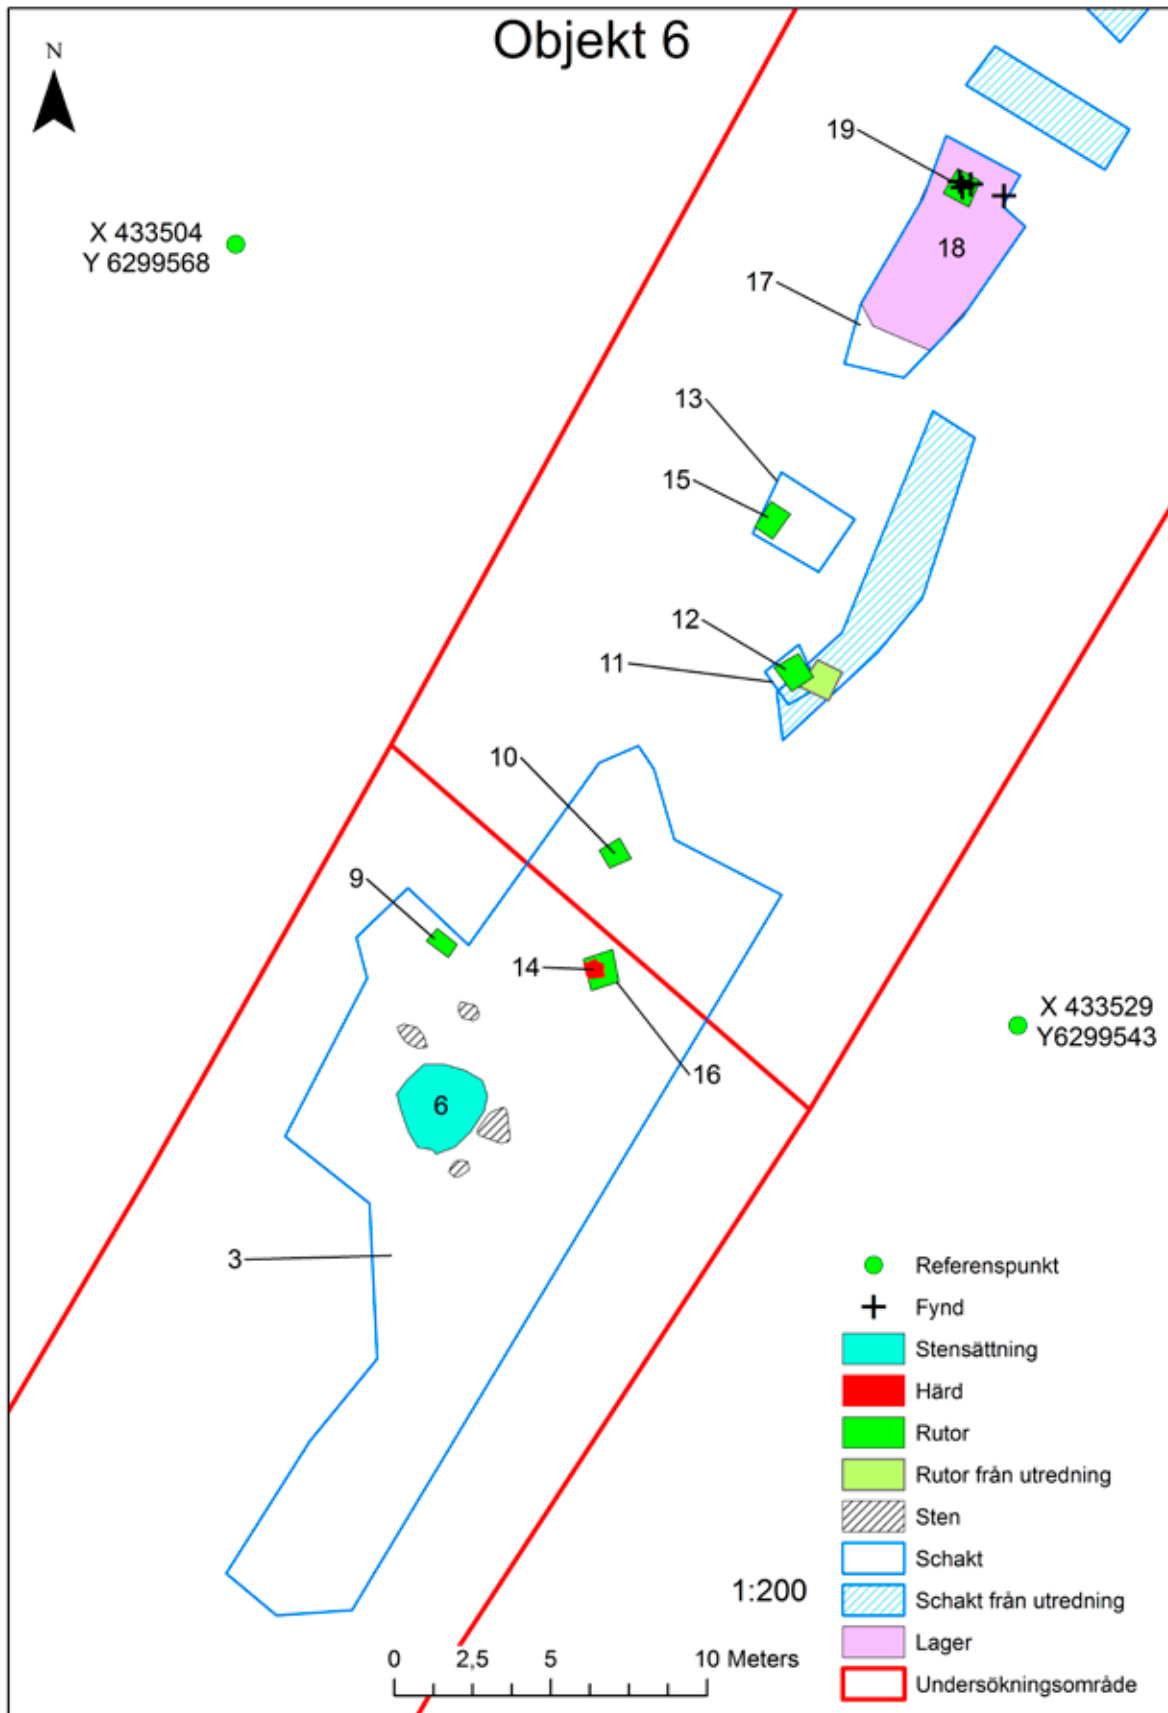 Objekt 6
N
19
X 433504
Y 6299568
18
17
13
15
12
11
10
9
14
X 433529
Y6299543
16
6
3
Referenspunkt
Fynd
Stensättning
Härd
Rutor
Rutor från utredning
Sten
Schakt
1:200
Schakt från utredning
Lager
0 2,5 5 10 Meters
Undersökningsområde